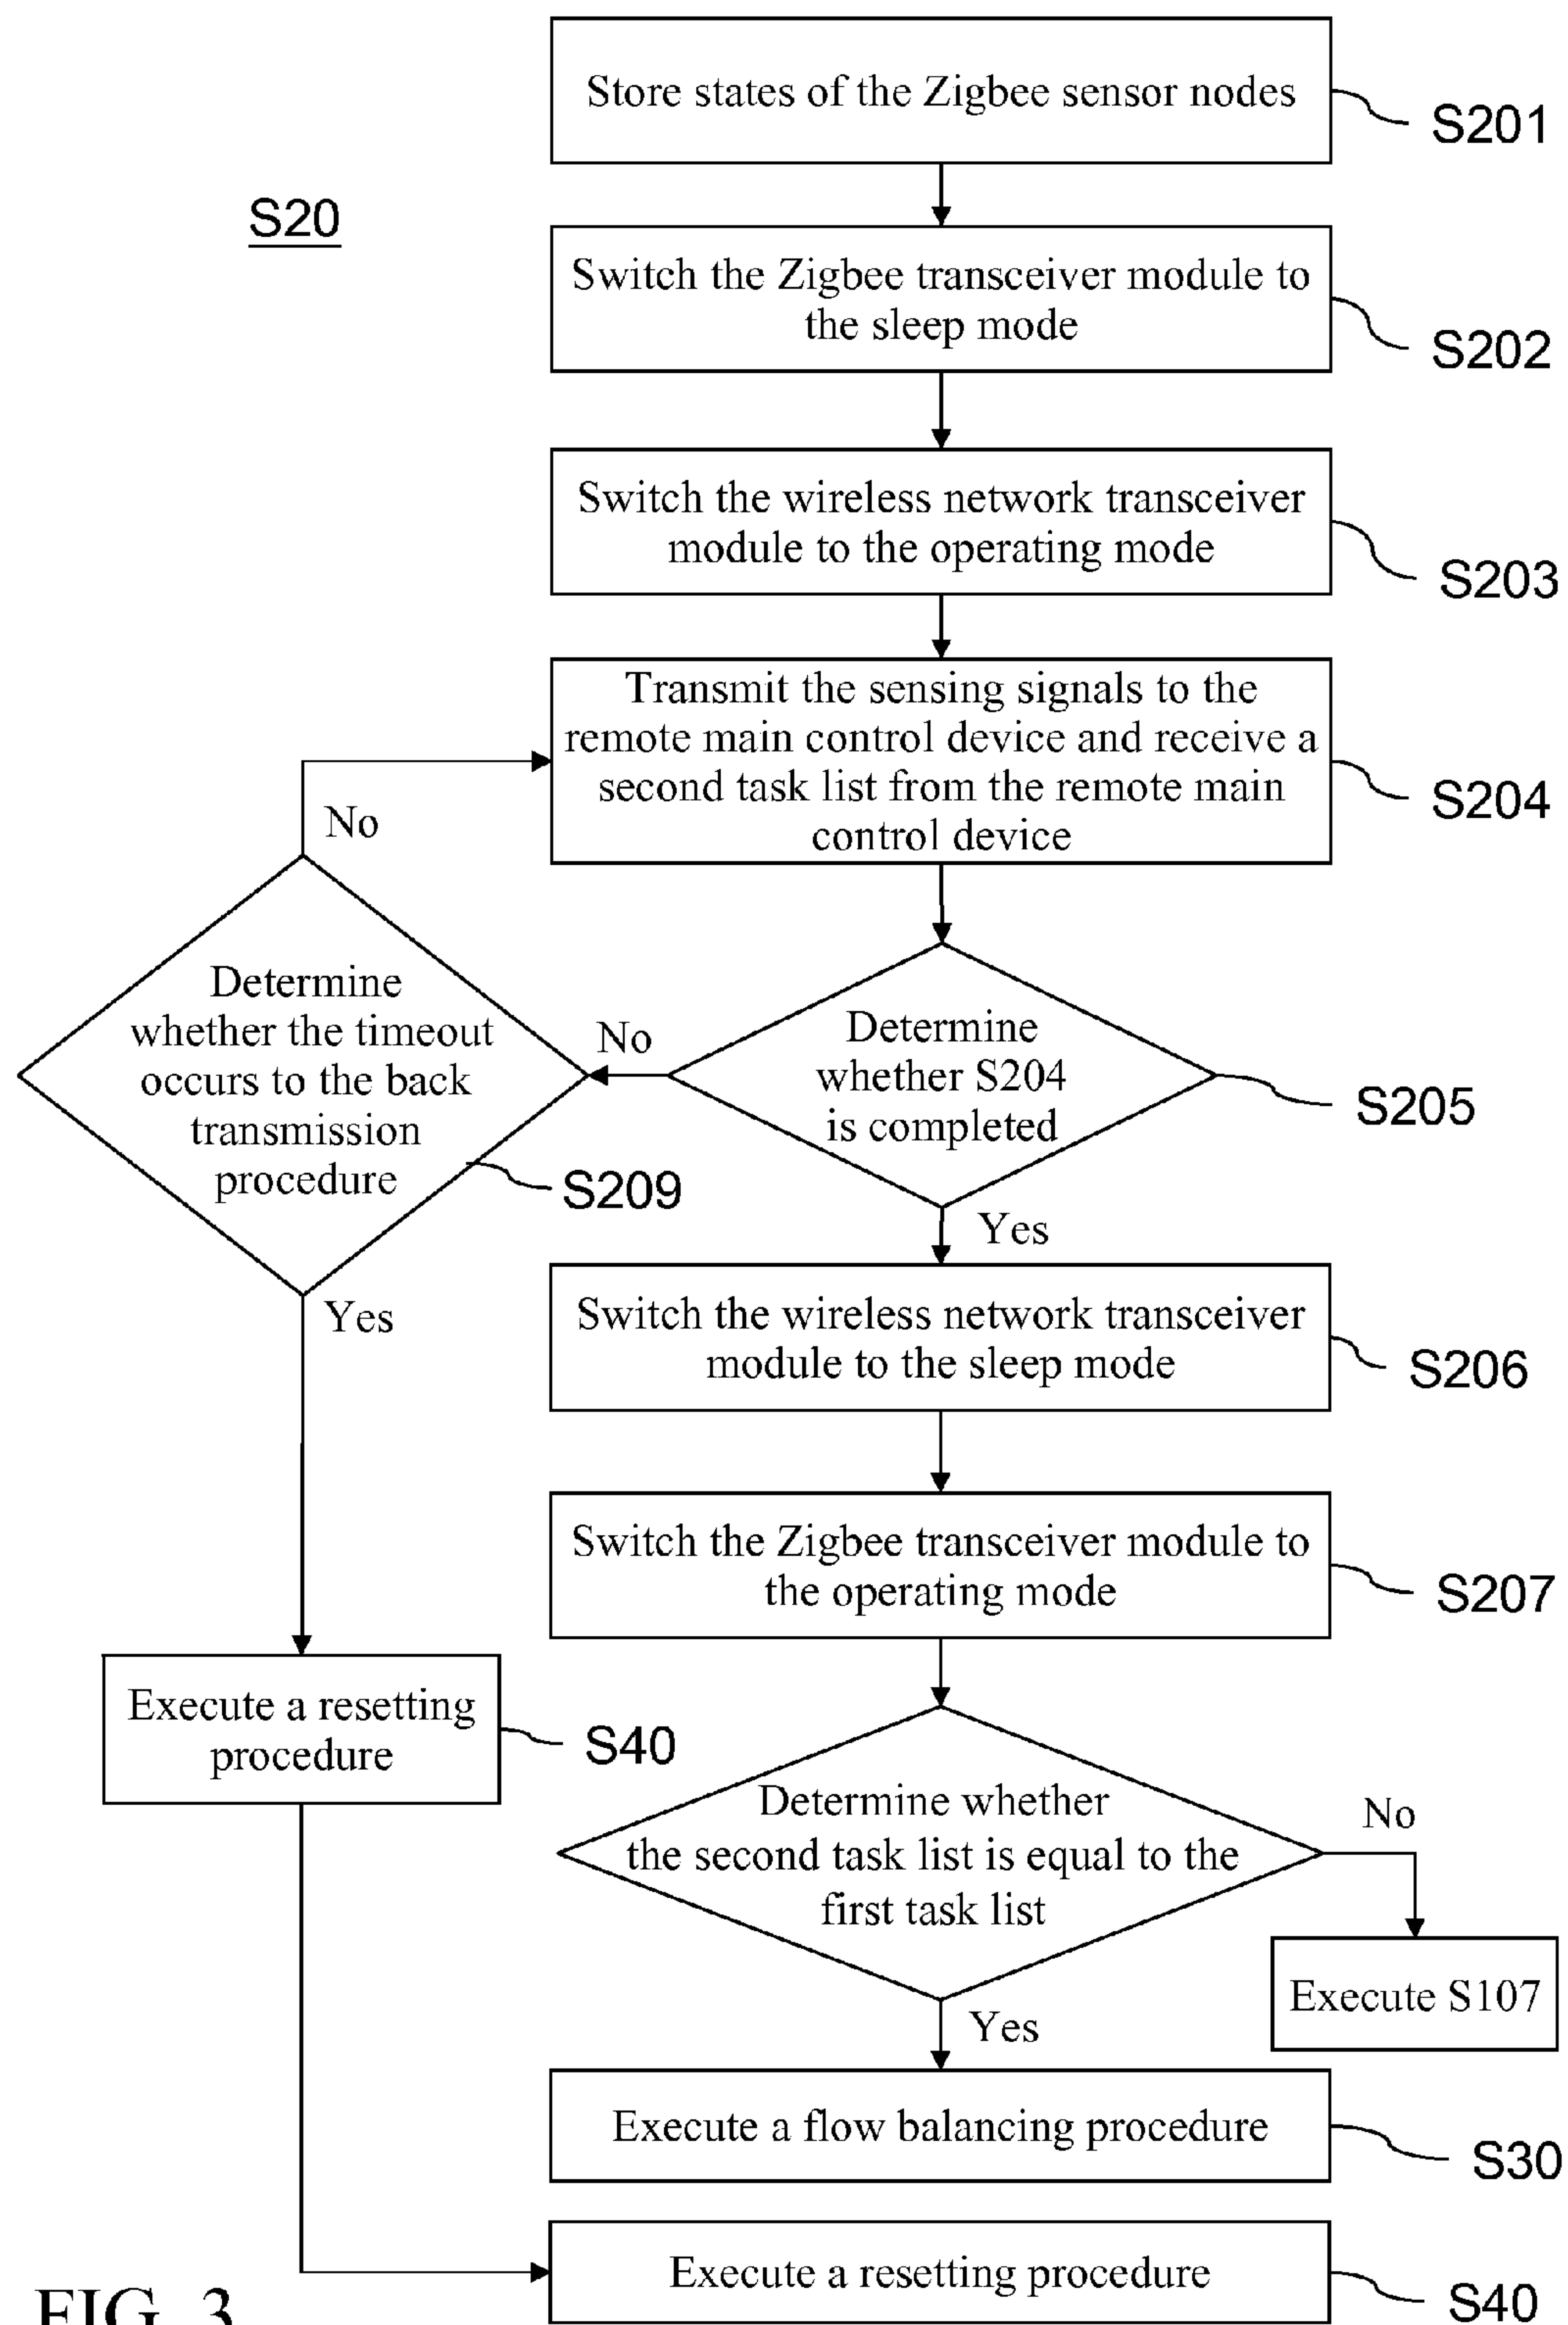 Store states of the Zigbee sensor nodes
S201
S20
Switch the Zigbee transceiver module to
the sleep mode
S202
Switch the wireless network transceiver
module to the operating mode
S203
Transmit the sensing signals to the
remote main control device and receive a
second task list from the remote main
control device
S204
No
Determine
whether the timeout
occurs to the back
transmission
procedure
S209
No
Determine
whether S204
is completed
S205
Yes
Yes
Switch the wireless network transceiver
module to the sleep mode
S206
Switch the Zigbee transceiver module to
the operating mode
S207
Execute a resetting
procedure
S40
Determine whether
the second task list is equal to the
first task list
No
Execute S107
Yes
Execute a flow balancing procedure
S30
Execute a resetting procedure
S40
FIG. 3